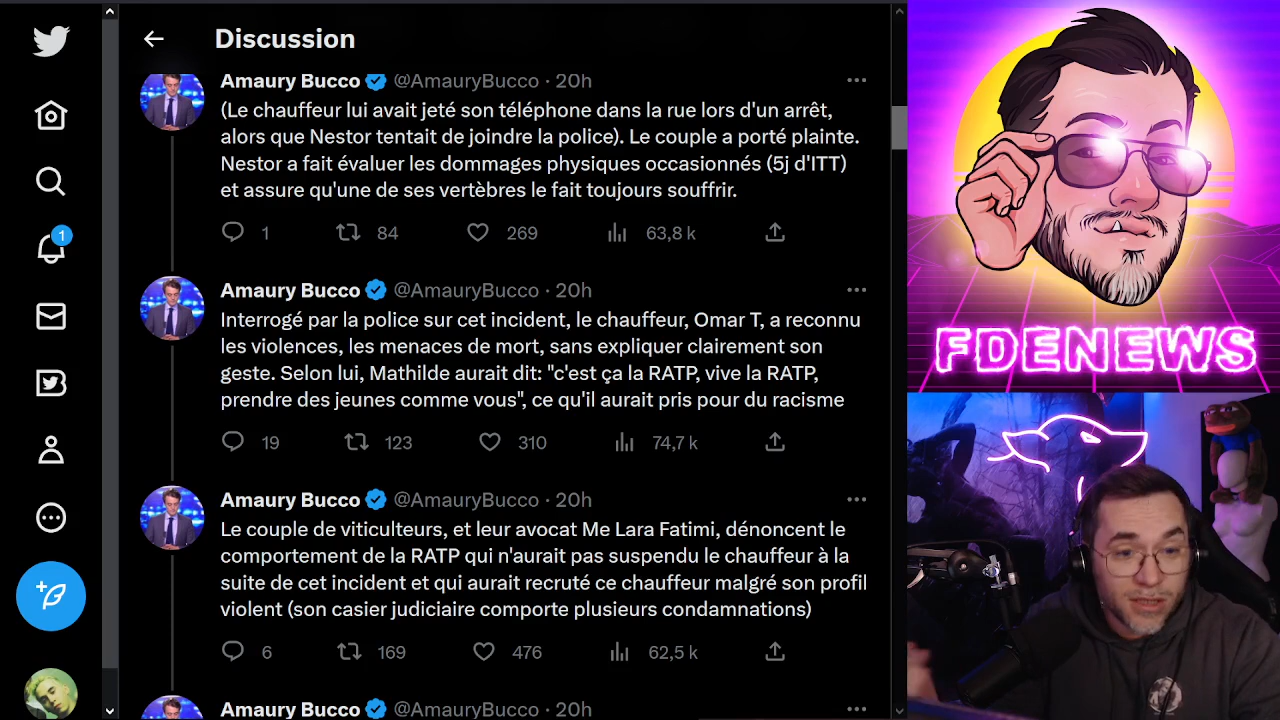 Discussion
Amaury Bucco @AmauryBucco · 20h
(Le chauffeur lui avait jeté son téléphone dans la rue lors d'un arrêt,
alors que Nestor tentait de joindre la police). Le couple a porté plainte.
Nestor a fait évaluer les dommages physiques occasionnés (5j d'ITT)
et assure qu'une de ses vertèbres le fait toujours souffrir.
1 84 269 63,8 k
1
Amaury Bucco @AmauryBucco · 20h
Interrogé par la police sur cet incident, le chauffeur, Omar T, a reconnu
les violences, les menaces de mort, sans expliquer clairement son
geste. Selon lui, Mathilde aurait dit: "c'est ça la RATP, vive la RATP,
prendre des jeunes comme vous", ce qu'il aurait pris pour du racisme
19 123 310 74,7 k
Amaury Bucco @AmauryBucco · 20h
Le couple de viticulteurs, et leur avocat Me Lara Fatimi, dénoncent le
comportement de la RATP qui n'aurait pas suspendu le chauffeur à la
suite de cet incident et qui aurait recruté ce chauffeur malgré son profil
violent (son casier judiciaire comporte plusieurs condamnations)
6 169 476 62,5 k
Amaury Bucco @AmauryBucco · 20h
FDENEWS